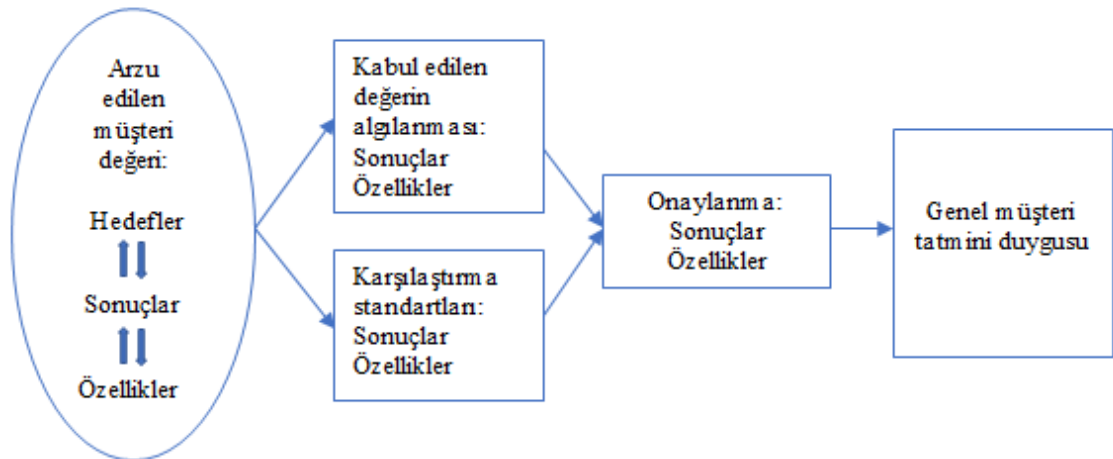 Arzu
edilen
müşteri
değeri:
Hedefler
Sonuçlar
Özellikler
Kabul edilen
değerin
algılanması:
Sonuçlar
Özellikler
Karşılaştırma
standartları:
Sonuçlar
Özellikler
Onaylanma:
Sonuçlar
Özellikler
Genel müşteri
tatmini duygusu